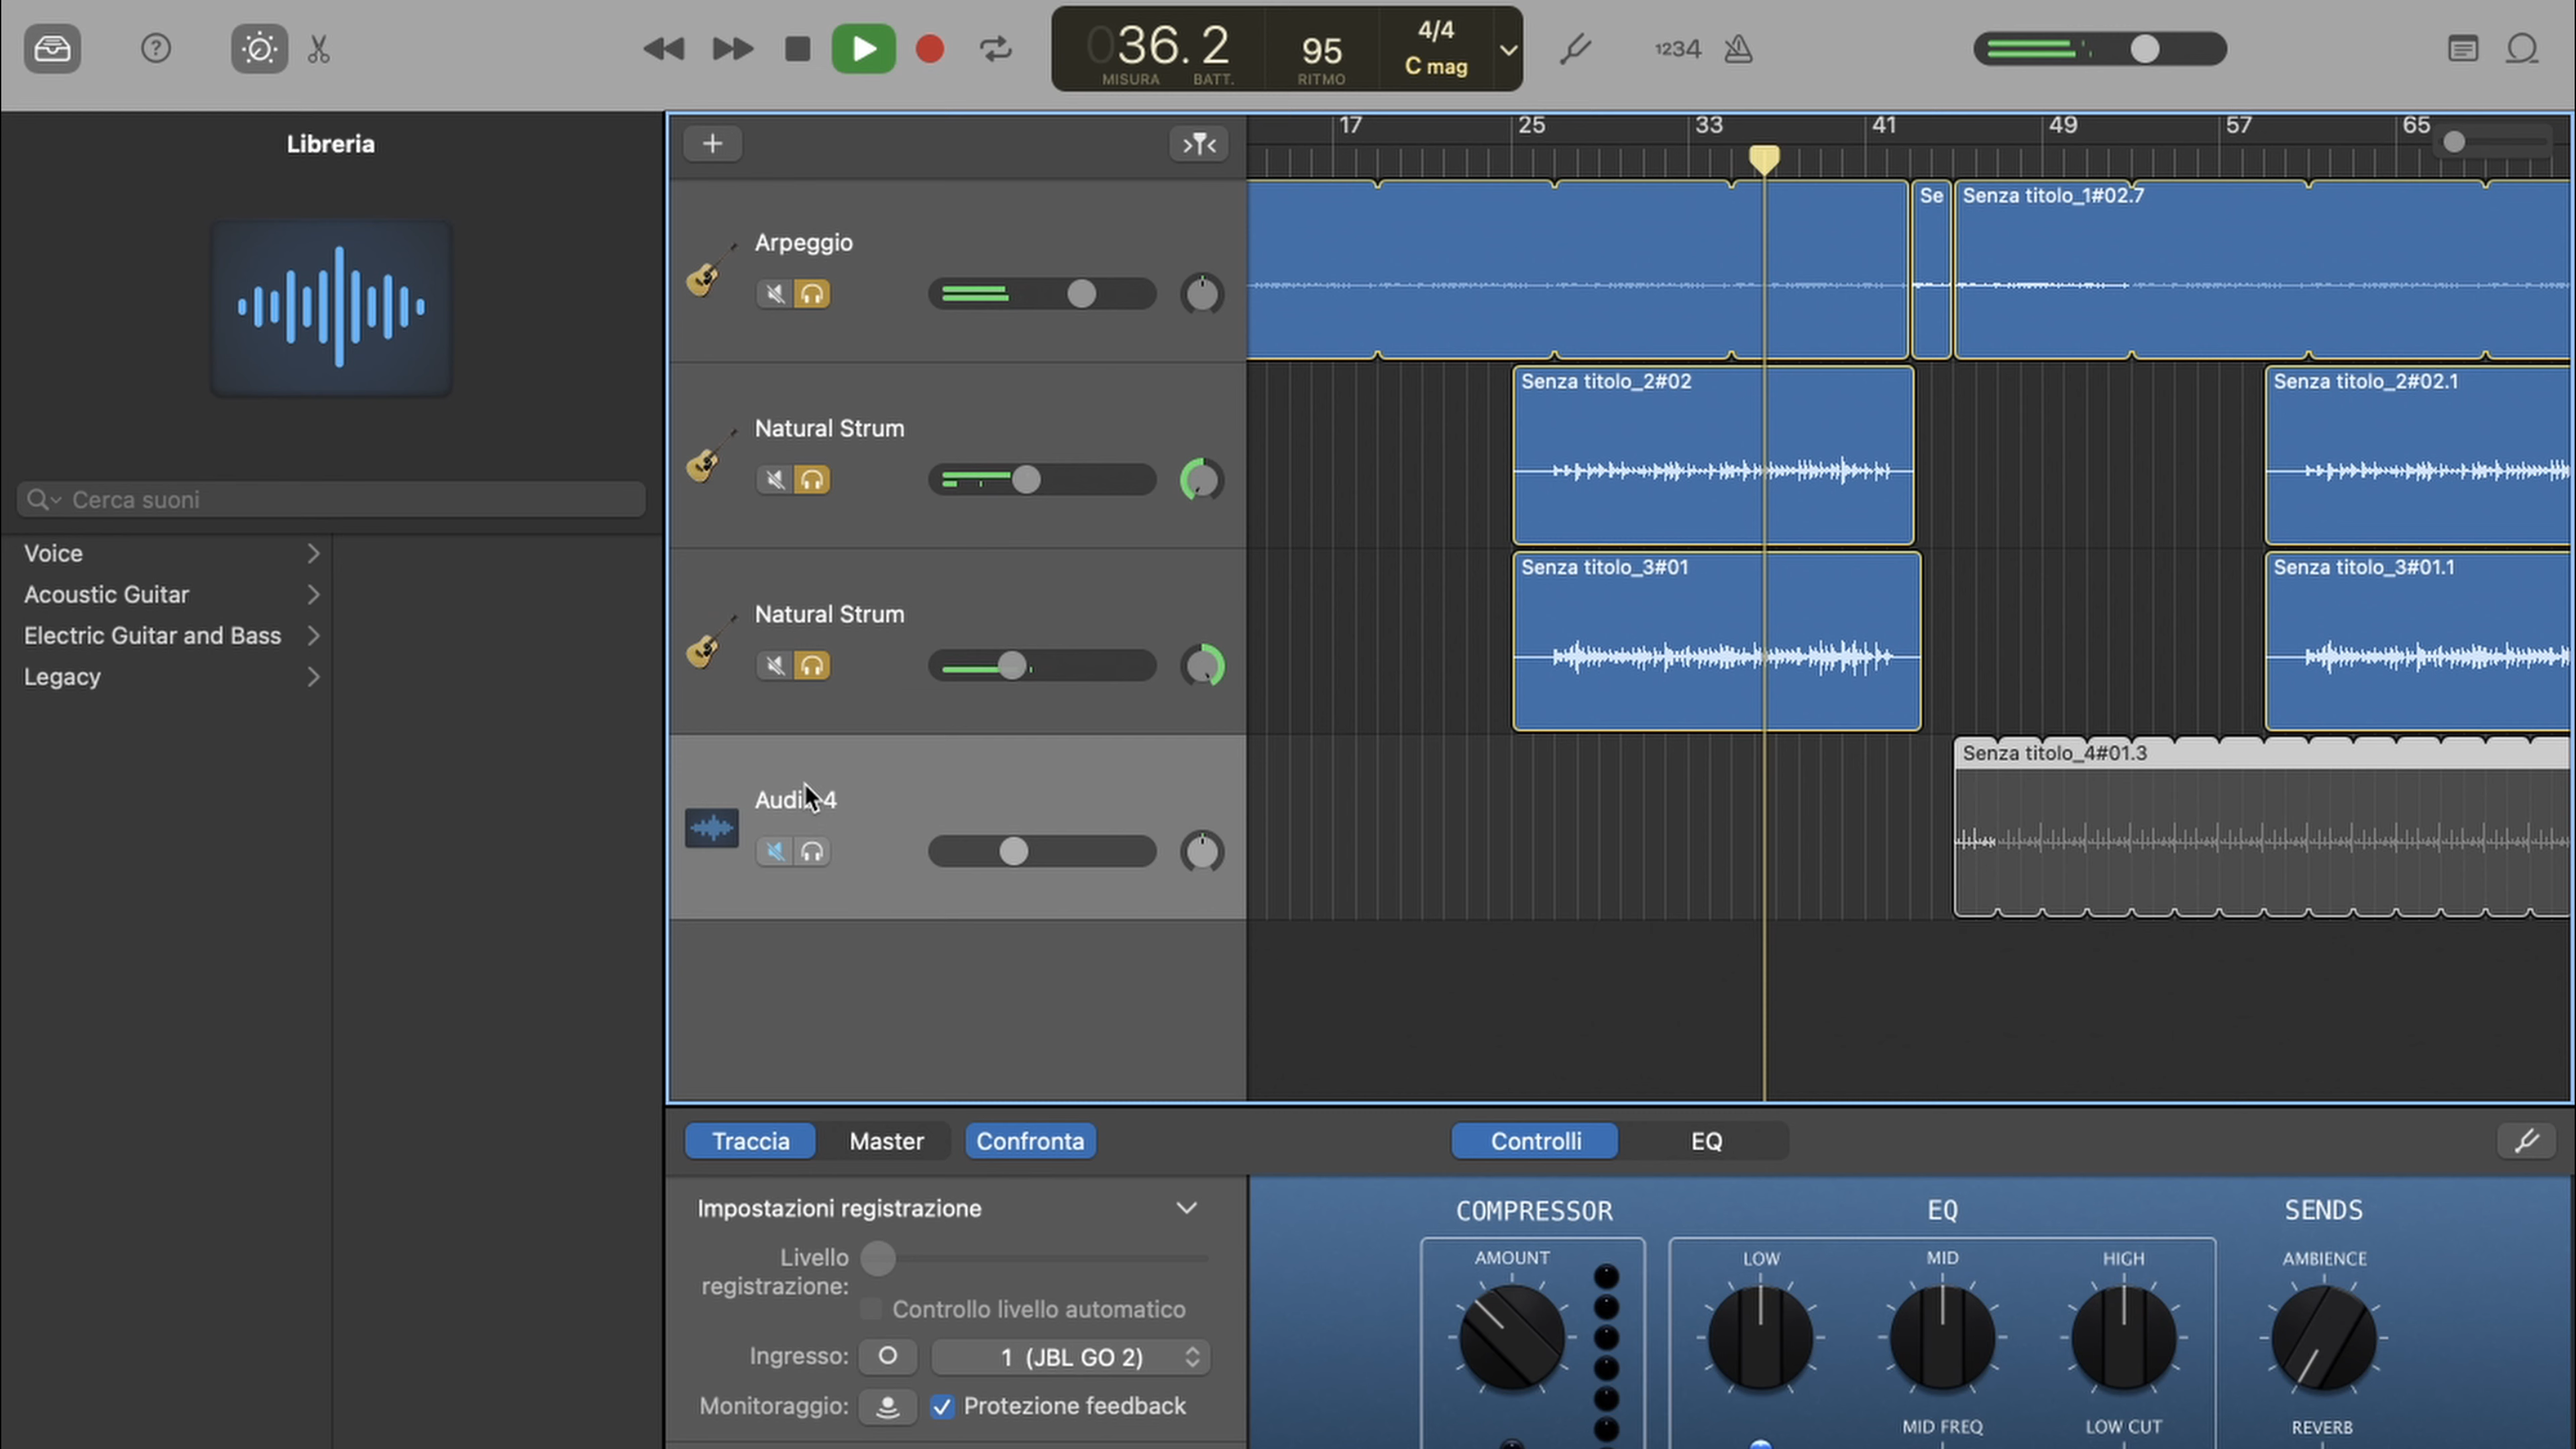 036. 2
MISURA BATT.
95
RITMO
4/4
C mag
1234
Libreria
Cerca suoni
Voice
Acoustic Guitar
Electric Guitar and Bass
Legacy
17 25 33 41 49 57 65
Arpeggio
Se
Senza titolo_1#02.7
Natural Strum
Senza titolo_2#02
Senza titolo_2#02.1
Natural Strum
Senza titolo_3#01
Senza titolo_3#01.1
4
Senza titolo_4#01.3
Traccia Master Confronta
Controlli EQ
Impostazioni registrazione
Livello
registrazione:
Controllo livello automatico
Ingresso: 1 (JBL GO 2)
Monitoraggio: Protezione feedback
COMPRESSOR EQ SENDS
AMOUNT LOW MID HIGH AMBIENCE
MID FREQ LOW CUT REVERB